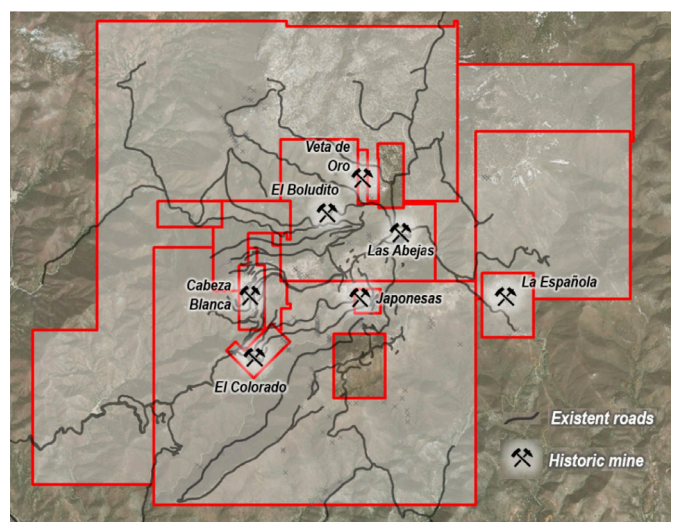 Veta de
Oro
El Boludito
Las Abejas
Cabeza
Blanca
Japonesas
La Española
El Colorado
Existent roads
Historic mine